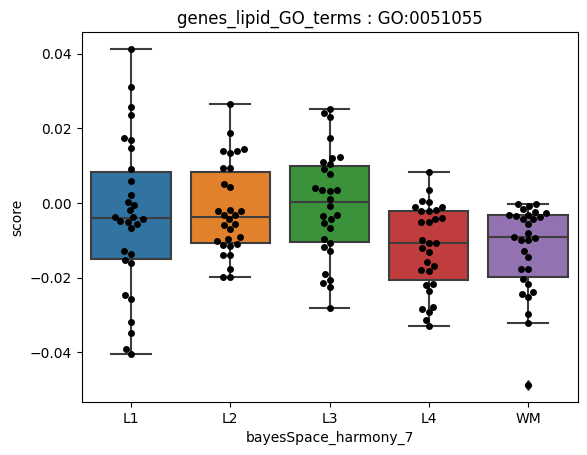 genes_lipid_GO_terms : GO:0051055
score
0.04
0.02
0.00
−0.02
−0.04
L1 L2 L3 L4 WM
bayesSpace_harmony_7